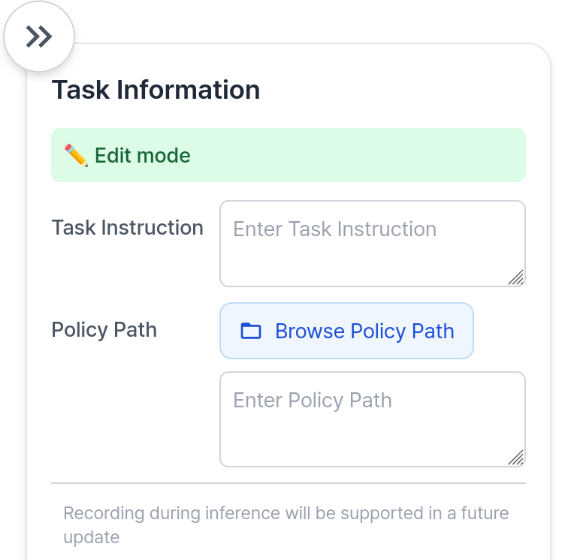 Task Information
✏️ Edit mode
Task Instruction
Enter Task Instruction
Policy Path
Browse Policy Path
Enter Policy Path
Recording during inference will be supported in a future
update